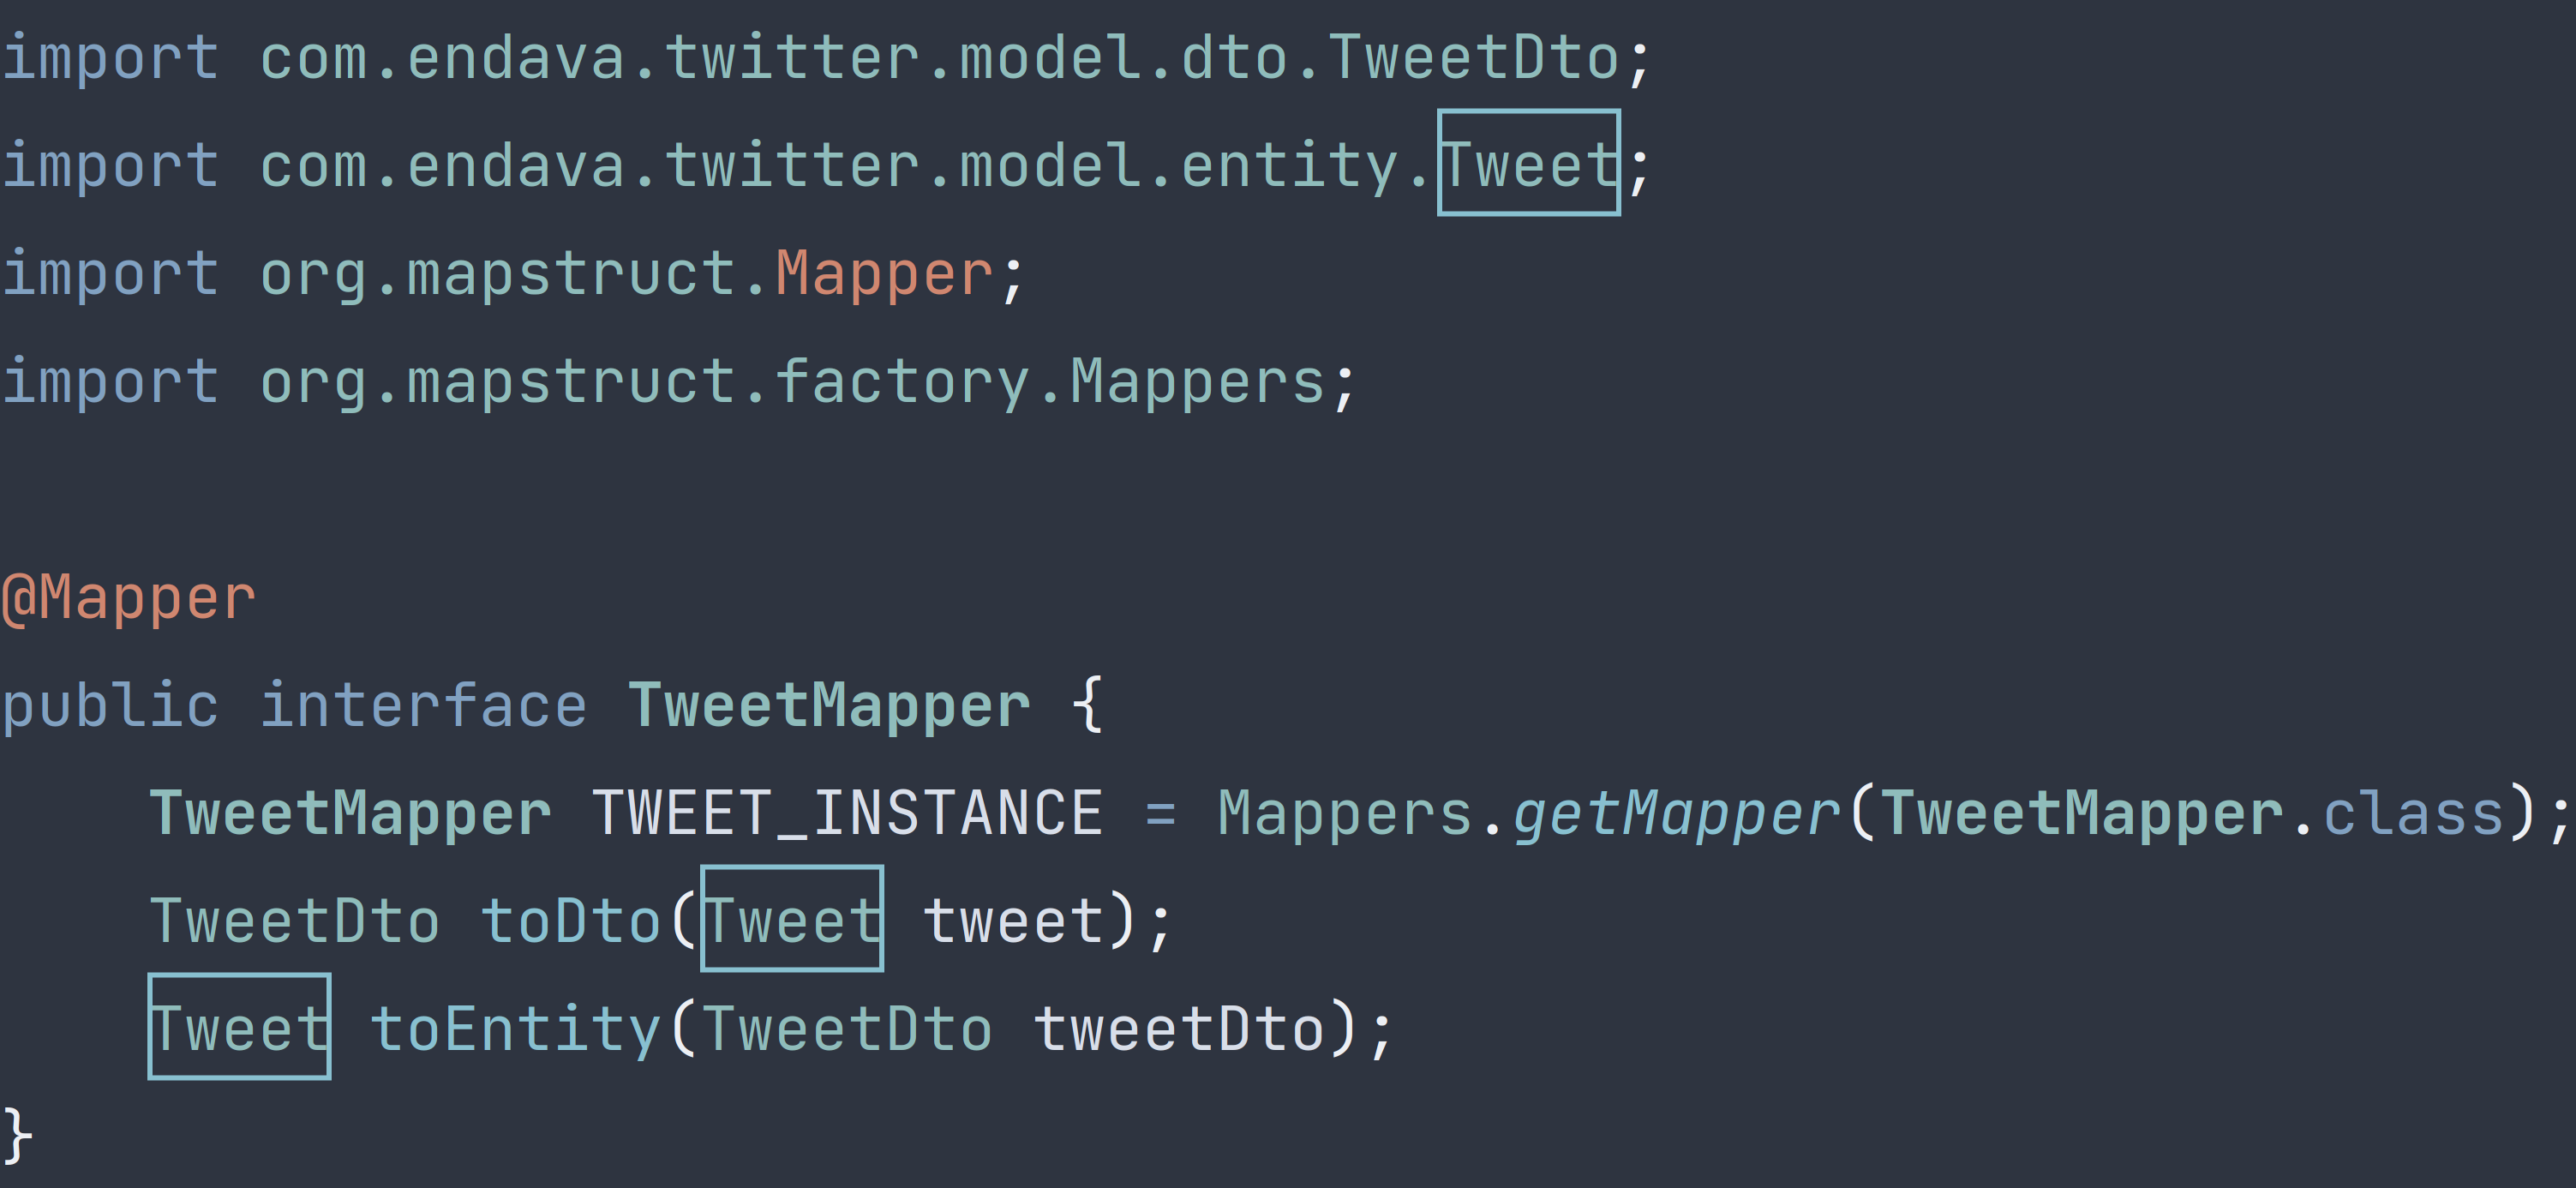 import com.endava.twitter.model.dto.TweetDto;
import com.endava.twitter.model.entity.Tweet;
import org.mapstruct.Mapper;
import org.mapstruct.factory.Mappers;
@Mapper
public interface TweetMapper {
    TweetMapper TWEET_INSTANCE = Mappers.getMapper(TweetMapper.class);
    TweetDto toDto(Tweet tweet);
    Tweet toEntity(TweetDto tweetDto);
}